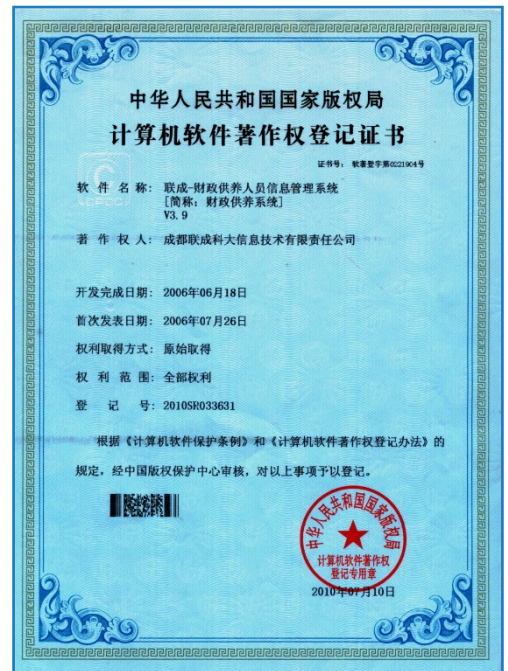 中华人民共和国国家版权局
计算机软件著作权登记证书
证书号： 软著登字第0221904号
CPCC
软件名称： 联成-财政供养人员信息管理系统
[简称：财政供养系统]
V3.9
著作权人： 成都联成科大信息技术有限责任公司
开发完成日期： 2006年06月18日
首次发表日期： 2006年07月26日
权利取得方式： 原始取得
权利范围： 全部权利
登记号： 2010SR033631
根据《计算机软件保护条例》和《计算机软件著作权登记办法》的
规定，经中国版权保护中心审核，对以上事项予以登记。
中华人民共和国国家版权局
计算机软件著作权
登记专用章
2010年07月10日